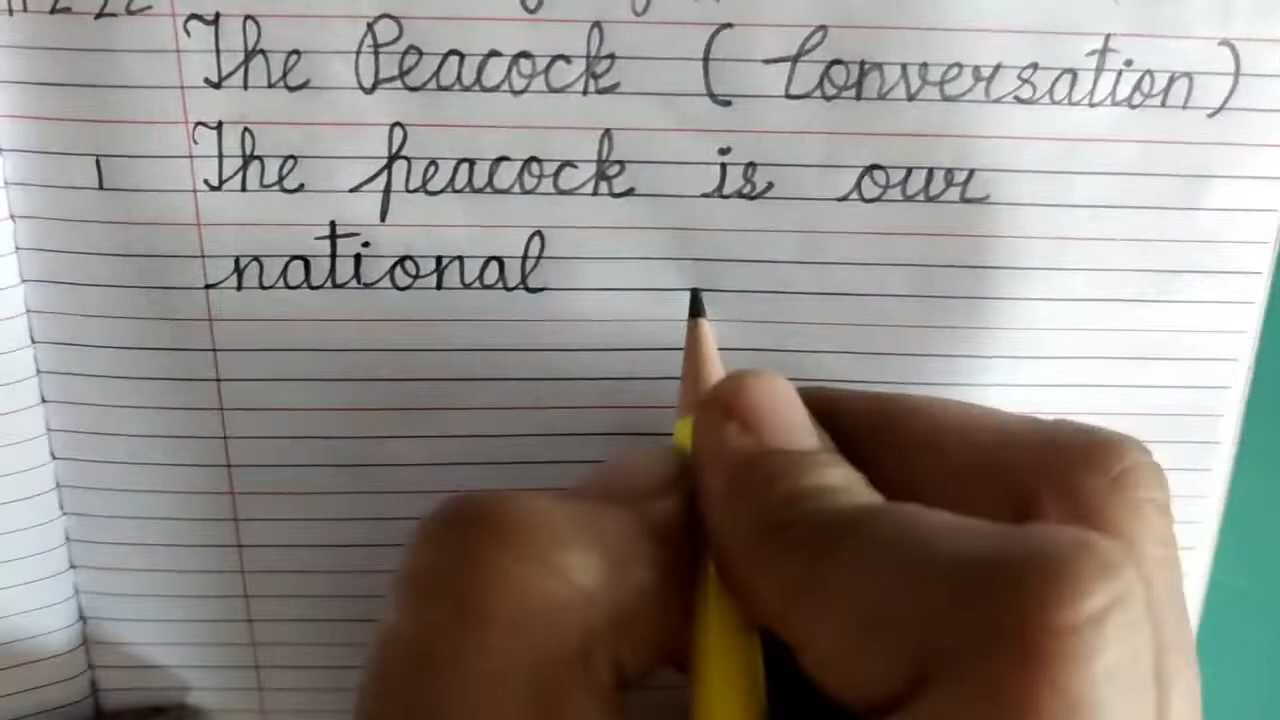 The Peacock (Conversation)
1 The peacock is our
national